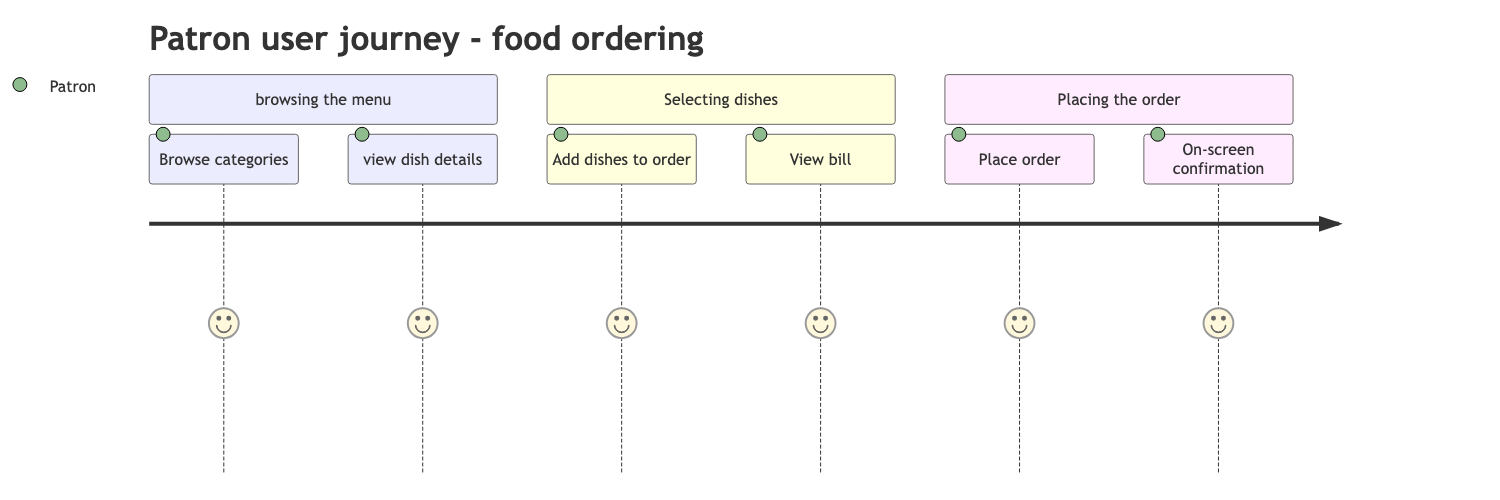 Patron user journey - food ordering
Patron
browsing the menu
Selecting dishes
Placing the order
Browse categories
view dish details
Add dishes to order
View bill
Place order
On-screen
confirmation